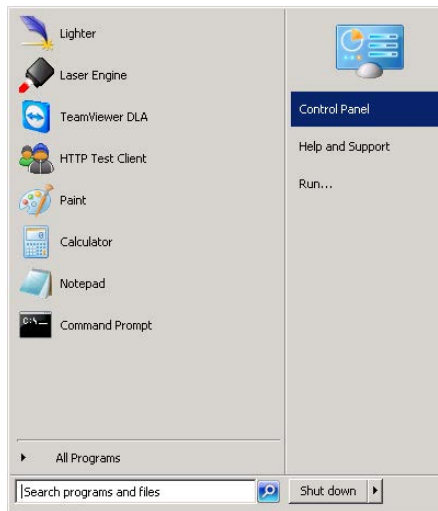 Lighter
Laser Engine
TeamViewer DLA
HTTP Test Client
Paint
Calculator
Notepad
C:\_
Command Prompt
All Programs
Search programs and files
Control Panel
Help and Support
Run...
Shut down